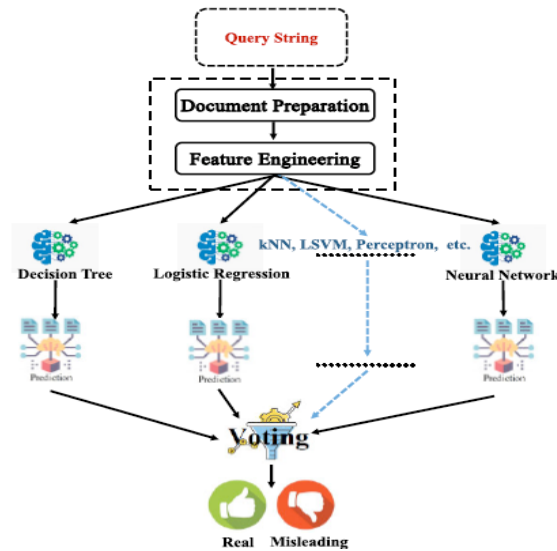 Query String
Document Preparation
Feature Engineering
kNN, LSVM, Perceptron, etc.
Decision Tree
Logistic Regression
Neural Network
Prediction
Prediction
Prediction
Voting
Real
Misleading